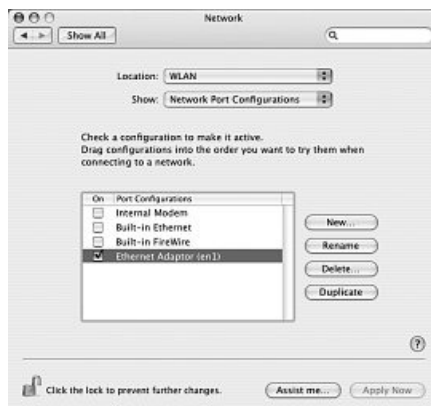 Network
Show All
Location: WLAN
Show: Network Port Configurations
Check a configuration to make it active.
Drag configurations into the order you want to try them when
connecting to a network.
On Port Configurations
Internal Modem
Built-in Ethernet
Built-in FireWire
Ethernet Adaptor (en1)
New...
Rename
Delete...
Duplicate
?
Click the lock to prevent further changes.
Assist me...
Apply Now